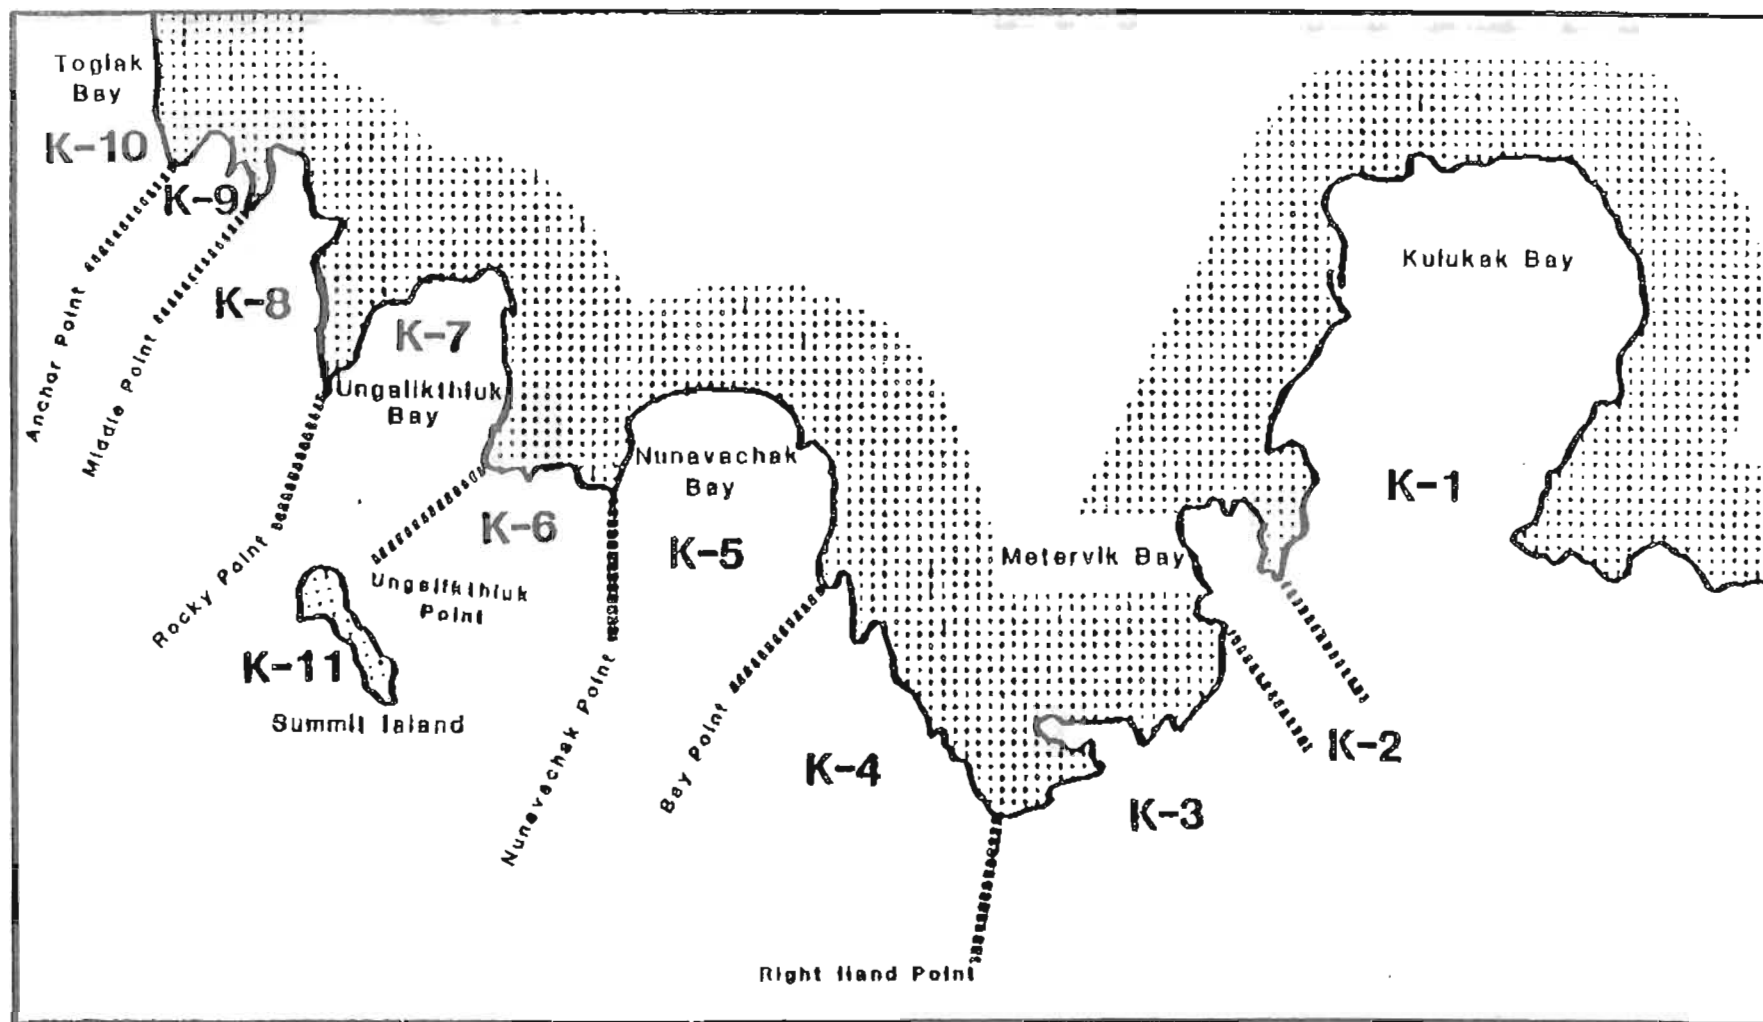 Togiak
Bay
K-10
K-9
K-8
K-7
Ungalikthluk
Bay
Anchor Point
Middle Point
Rocky Point
K-6
Ungalikthluk
Point
K-11
Summit Island
Nunavachak
Bay
K-5
Nunavachak Point
Bay Point
K-4
Right Hand Point
Metervik Bay
K-3
K-2
Kulukak Bay
K-1